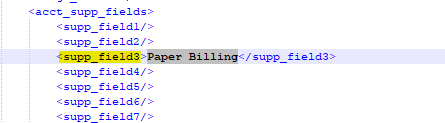 <acct_supp_fields>
<supp_field1/>
<supp_field2/>
<supp_field3>Paper Billing</supp_field3>
<supp_field4/>
<supp_field5/>
<supp_field6/>
<supp_field7/>